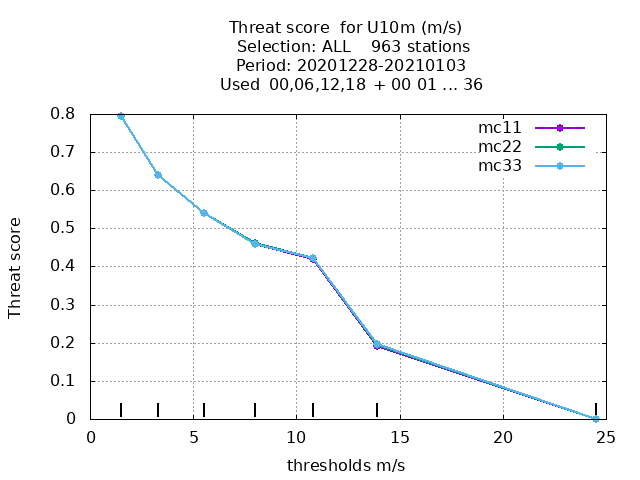 Threat score for U10m (m/s)
Selection: ALL 963 stations
Period: 20201228-20210103
Used 00,06,12,18 + 00 01 ... 36
mc11
mc22
mc33
Threat score
0.8
0.7
0.6
0.5
0.4
0.3
0.2
0.1
0
0 5 10 15 20 25
thresholds m/s